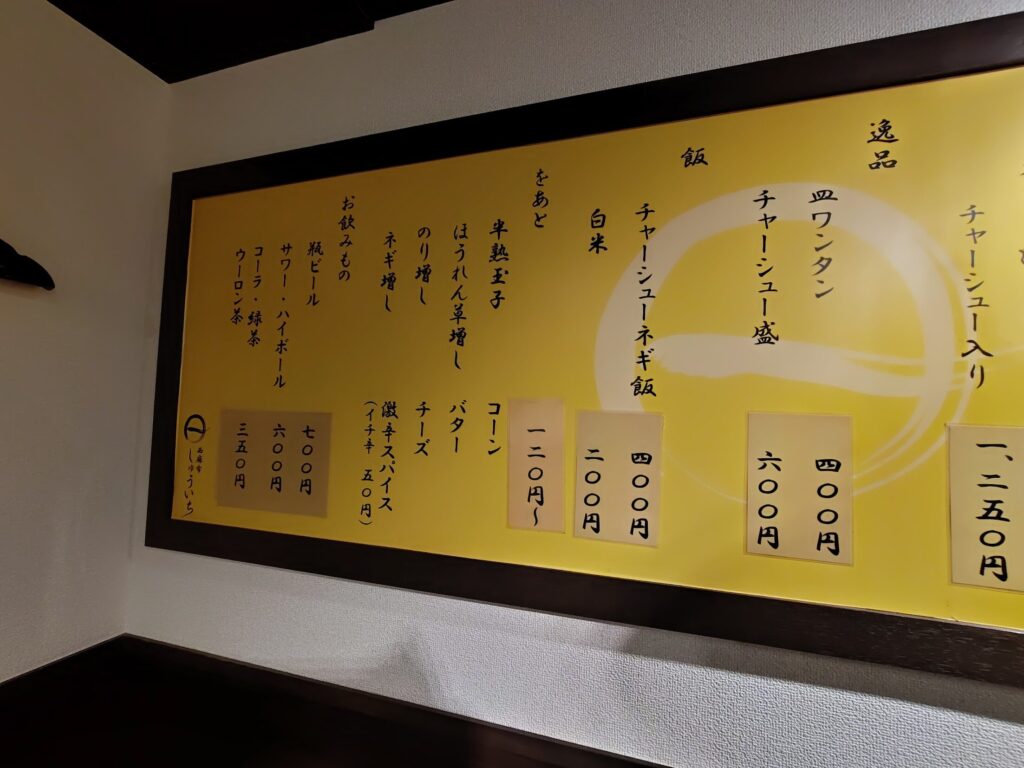 チャーシュー入り
一、二五〇円
逸品
皿ワンタン
四〇〇円
チャーシュー盛
六〇〇円
飯
チャーシューネギ飯
四〇〇円
白米
二〇〇円
をあと
一二〇円〜
半熟玉子
コーン
ほうれん草増し
バター
のり増し
チーズ
ネギ増し
激辛スパイス
(イチ辛 五〇円)
お飲みもの
瓶ビール
七〇〇円
サワー・ハイボール
六〇〇円
コーラ・緑茶
ウーロン茶
三五〇円
西麻布
しゅういち